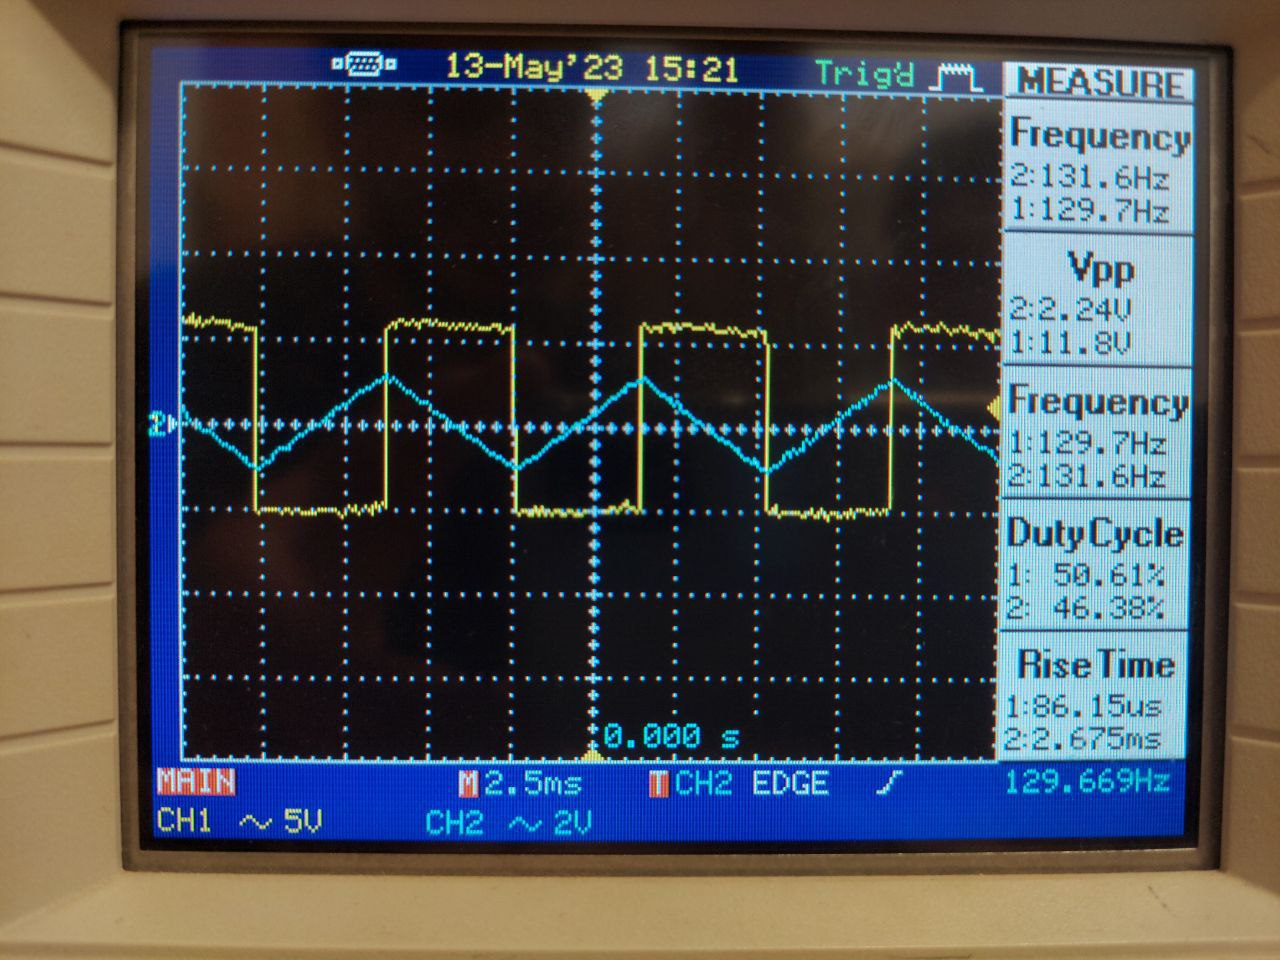 13-May'23 15:21 Trig'd
MEASURE
Frequency
2:131.6Hz
1:129.7Hz
Vpp
2:2.24V
1:11.8V
Frequency
1:129.7Hz
2:131.6Hz
Duty Cycle
1: 50.61%
2: 46.38%
Rise Time
1:86.15us
2:2.675ms
2
0.000 s
MAIN M 2.5ms T CH2 EDGE 129.669Hz
CH1 ~ 5V CH2 ~ 2V